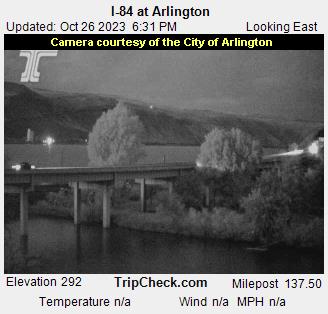 I-84 at Arlington
Updated: Oct 26 2023 6:31 PM Looking East
Camera courtesy of the City of Arlington
Elevation 292 TripCheck.com Milepost 137.50
Temperature n/a Wind n/a MPH n/a